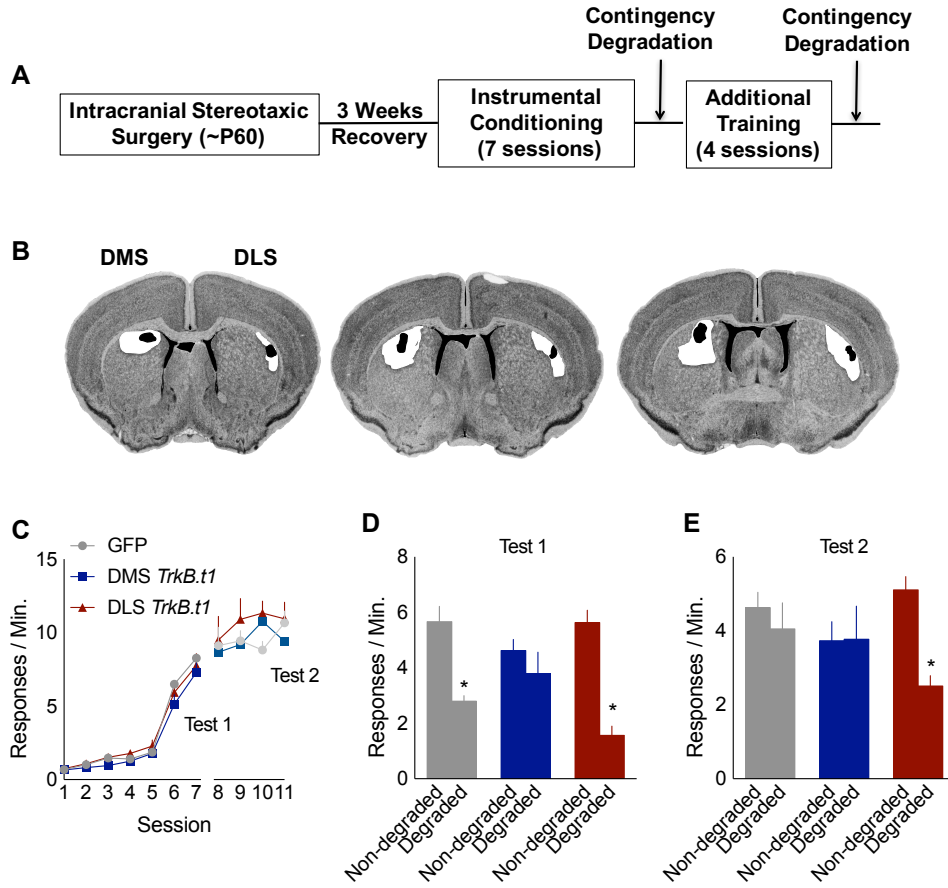 A
Intracranial Stereotaxic
Surgery (~P60)
3 Weeks
Recovery
Instrumental
Conditioning
(7 sessions)
Contingency
Degradation
Additional
Training
(4 sessions)
Contingency
Degradation
B
DMS
DLS
C
GFP
DMS TrkB.t1
DLS TrkB.t1
Responses / Min.
15
10
5
0
Test 1
Test 2
1 2 3 4 5 6 7 8 9 10 11
Session
D
Test 1
Responses / Min.
8
6
4
2
0
*
*
Non-degraded
Degraded
Non-degraded
Degraded
Non-degraded
Degraded
E
Test 2
Responses / Min.
6
4
2
0
*
Non-degraded
Degraded
Non-degraded
Degraded
Non-degraded
Degraded